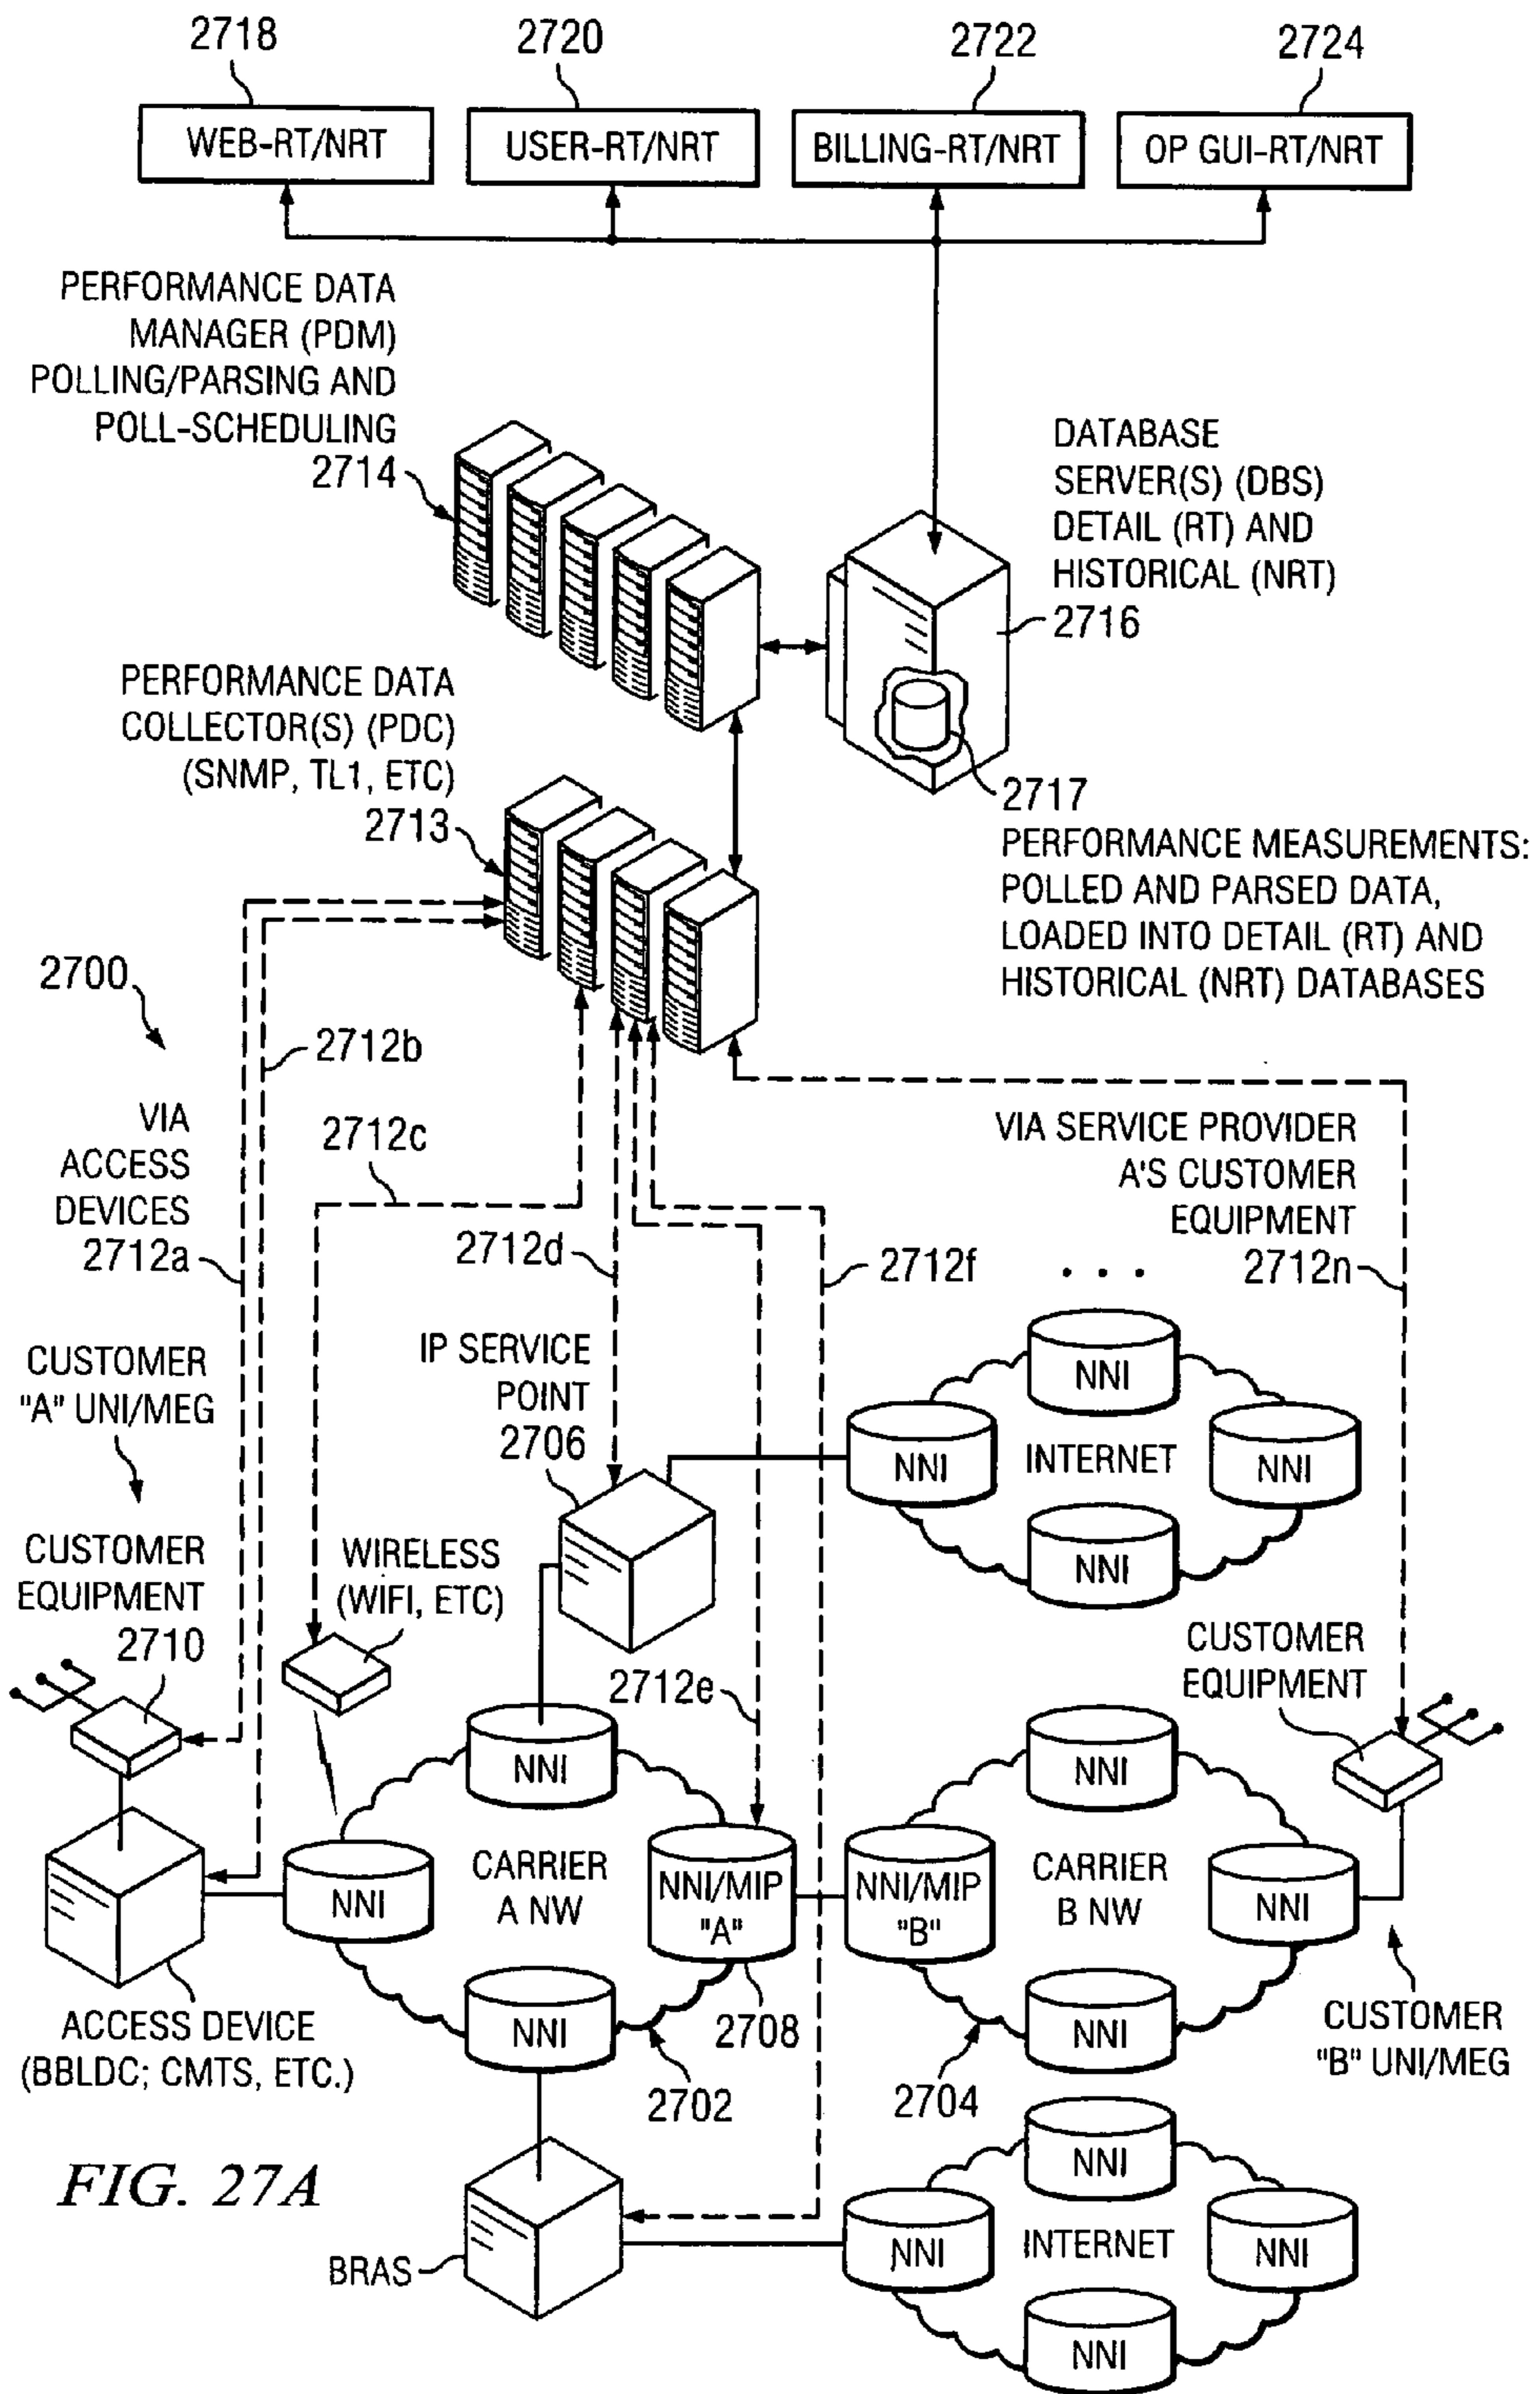 2718
2720
2722
2724
WEB-RT/NRT
USER-RT/NRT
BILLING-RT/NRT
OP GUI-RT/NRT
PERFORMANCE DATA
MANAGER (PDM)
POLLING/PARSING AND
POLL-SCHEDULING
2714
DATABASE
SERVER(S) (DBS)
DETAIL (RT) AND
HISTORICAL (NRT)
2716
PERFORMANCE DATA
COLLECTOR(S) (PDC)
(SNMP, TL1, ETC)
2713
2717
PERFORMANCE MEASUREMENTS:
POLLED AND PARSED DATA,
LOADED INTO DETAIL (RT) AND
HISTORICAL (NRT) DATABASES
2700
2712b
VIA
ACCESS
DEVICES
2712a
2712c
2712d
2712f
VIA SERVICE PROVIDER
A'S CUSTOMER
EQUIPMENT
2712n
. . .
CUSTOMER
"A" UNI/MEG
IP SERVICE
POINT
2706
NNI
NNI
INTERNET
NNI
NNI
CUSTOMER
EQUIPMENT
2710
WIRELESS
(WIFI, ETC)
2712e
CUSTOMER
EQUIPMENT
NNI
NNI
NNI
CARRIER
A NW
NNI/MIP
"A"
NNI/MIP
"B"
CARRIER
B NW
NNI
NNI
NNI
2708
2702
2704
ACCESS DEVICE
(BBLDC; CMTS, ETC.)
CUSTOMER
"B" UNI/MEG
NNI
NNI
INTERNET
NNI
NNI
BRAS
FIG. 27A